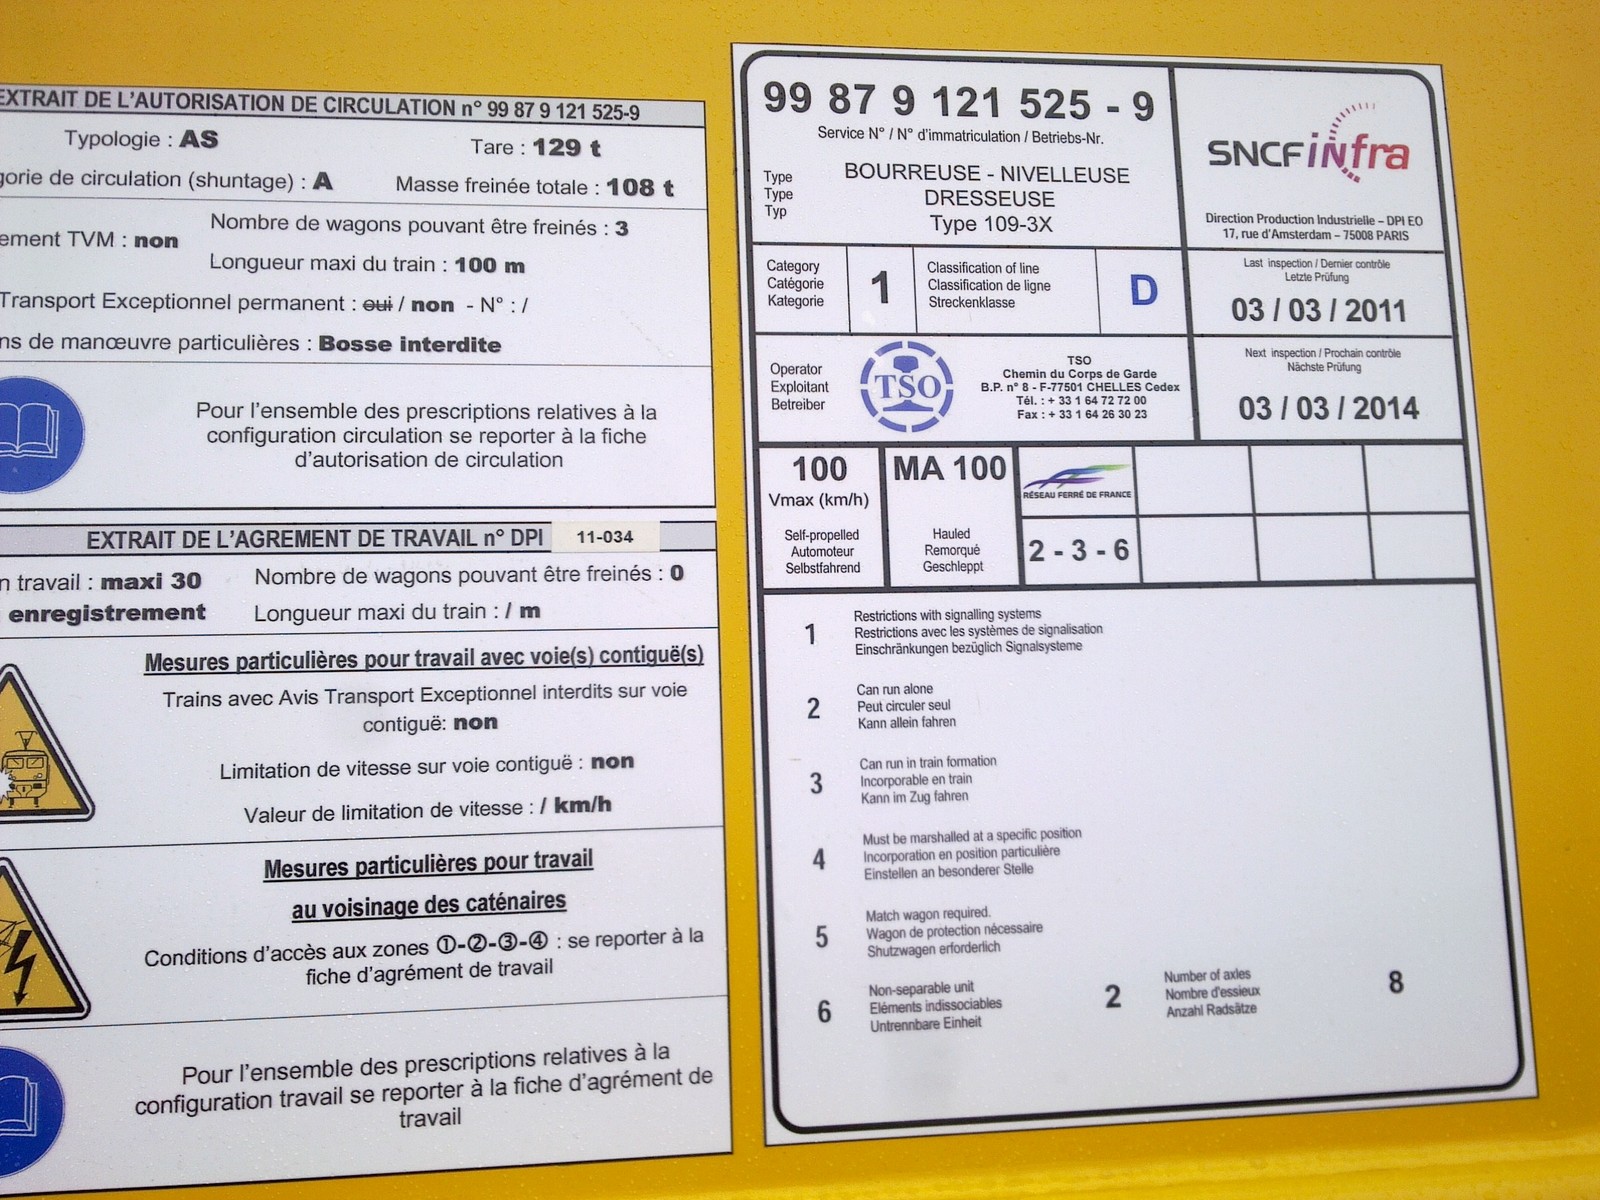 EXTRAIT DE L'AUTORISATION DE CIRCULATION n° 99 87 9 121 525-9
Typologie : AS
Tare : 129 t
gorie de circulation (shuntage) : A
Masse freinée totale : 108 t
ement TVM : non
Nombre de wagons pouvant être freinés : 3
Longueur maxi du train : 100 m
Transport Exceptionnel permanent : oui / non - N° : /
ns de manœuvre particulières : Bosse interdite
Pour l'ensemble des prescriptions relatives à la
configuration circulation se reporter à la fiche
d'autorisation de circulation
EXTRAIT DE L'AGREMENT DE TRAVAIL n° DPI 11-034
n travail : maxi 30
Nombre de wagons pouvant être freinés : 0
enregistrement
Longueur maxi du train : / m
Mesures particulières pour travail avec voie(s) contiguë(s)
Trains avec Avis Transport Exceptionnel interdits sur voie
contiguë: non
Limitation de vitesse sur voie contiguë : non
Valeur de limitation de vitesse : / km/h
Mesures particulières pour travail
au voisinage des caténaires
Conditions d'accès aux zones ①-②-③-④ : se reporter à la
fiche d'agrément de travail
Pour l'ensemble des prescriptions relatives à la
configuration travail se reporter à la fiche d'agrément de
travail
99 87 9 121 525 - 9
Service N° / N° d'immatriculation / Betriebs-Nr.
Type
Type
Typ
BOURREUSE - NIVELLEUSE
DRESSEUSE
Type 109-3X
SNCF infra
Direction Production Industrielle – DPI EO
17, rue d'Amsterdam – 75008 PARIS
Category
Catégorie
Kategorie
1
Classification of line
Classification de ligne
Streckenklasse
D
Last inspection / Dernier contrôle
Letzte Prüfung
03 / 03 / 2011
Operator
Exploitant
Betreiber
TSO
TSO
Chemin du Corps de Garde
B.P. n° 8 - F-77501 CHELLES Cedex
Tél. : + 33 1 64 72 72 00
Fax : + 33 1 64 26 30 23
Next inspection / Prochain contrôle
Nächste Prüfung
03 / 03 / 2014
100
Vmax (km/h)
Self-propelled
Automoteur
Selbstfahrend
MA 100
Hauled
Remorqué
Geschleppt
RÉSEAU FERRÉ DE FRANCE
2 - 3 - 6
1
Restrictions with signalling systems
Restrictions avec les systèmes de signalisation
Einschränkungen bezüglich Signalsysteme
2
Can run alone
Peut circuler seul
Kann allein fahren
3
Can run in train formation
Incorporable en train
Kann im Zug fahren
4
Must be marshalled at a specific position
Incorporation en position particulière
Einstellen an besonderer Stelle
5
Match wagon required.
Wagon de protection nécessaire
Shutzwagen erforderlich
6
Non-separable unit
Eléments indissociables
Untrennbare Einheit
2
Number of axles
Nombre d'essieux
Anzahl Radsätze
8